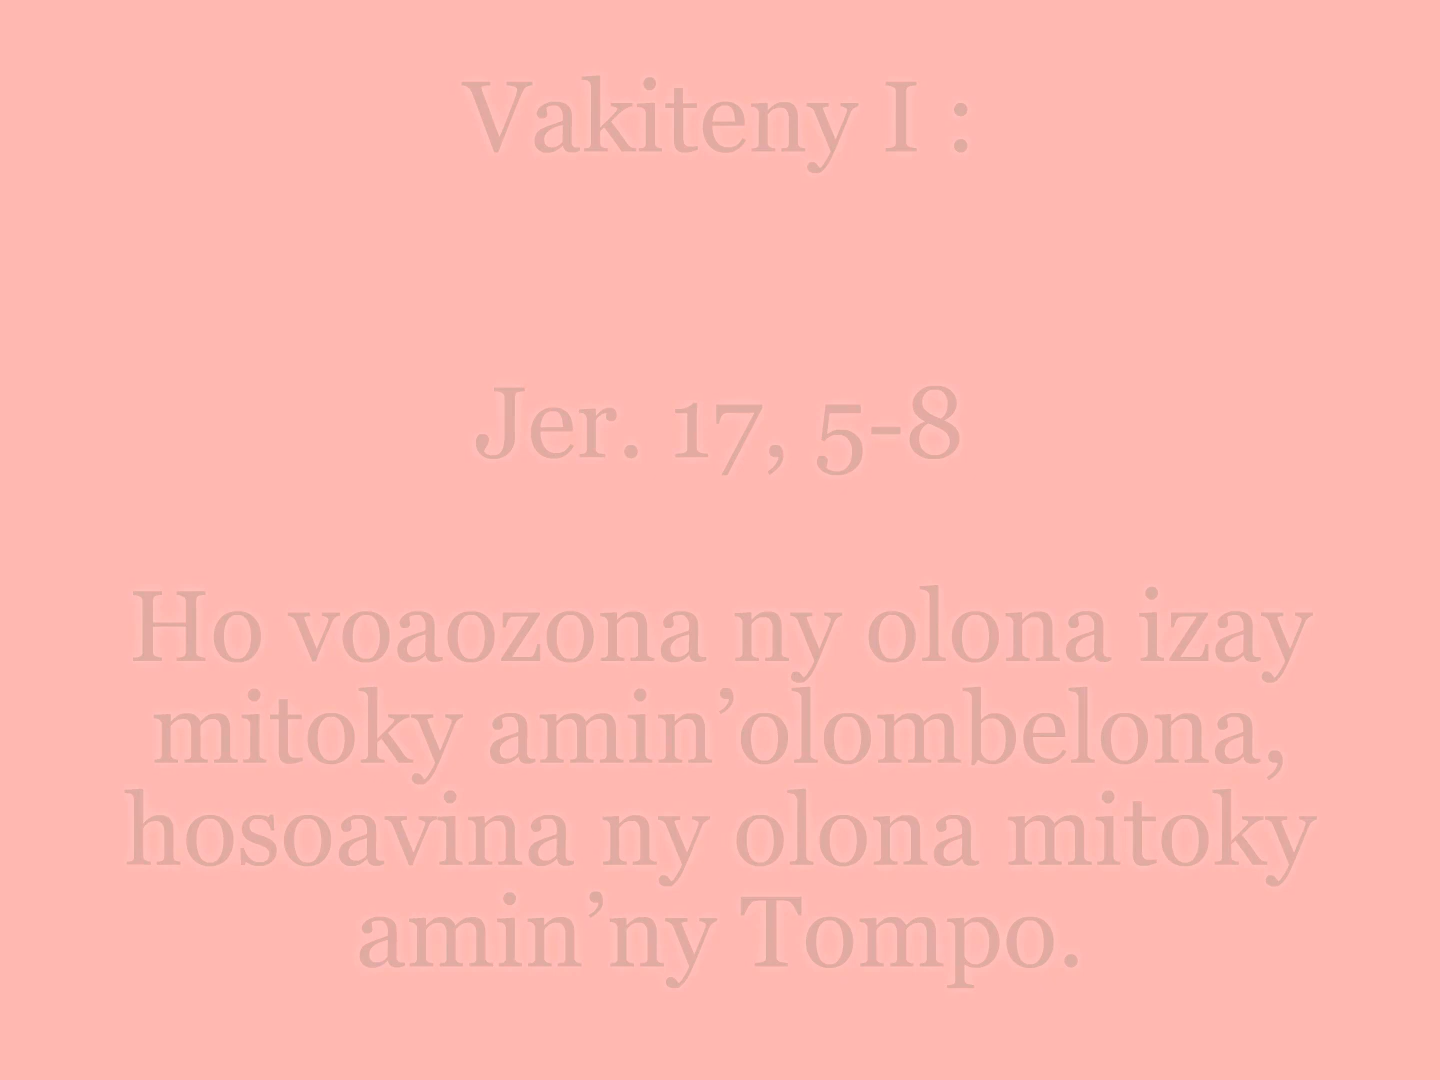 Vakiteny I :
Jer. 17, 5-8
Ho voaozona ny olona izay
mitoky amin’olombelona,
hosoavina ny olona mitoky
amin’ny Tompo.